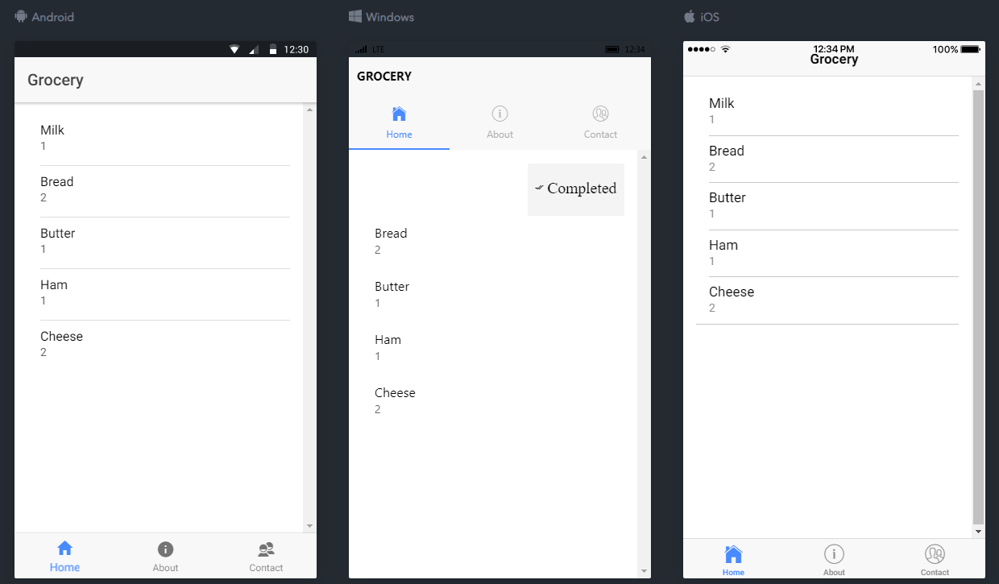 Android
12:30
Grocery
Milk
1
Bread
2
Butter
1
Ham
1
Cheese
2
Home About Contact
Windows
LTE 12:34
GROCERY
Home About Contact
Completed
Bread
2
Butter
1
Ham
1
Cheese
2
iOS
12:34 PM 100%
Grocery
Milk
1
Bread
2
Butter
1
Ham
1
Cheese
2
Home About Contact